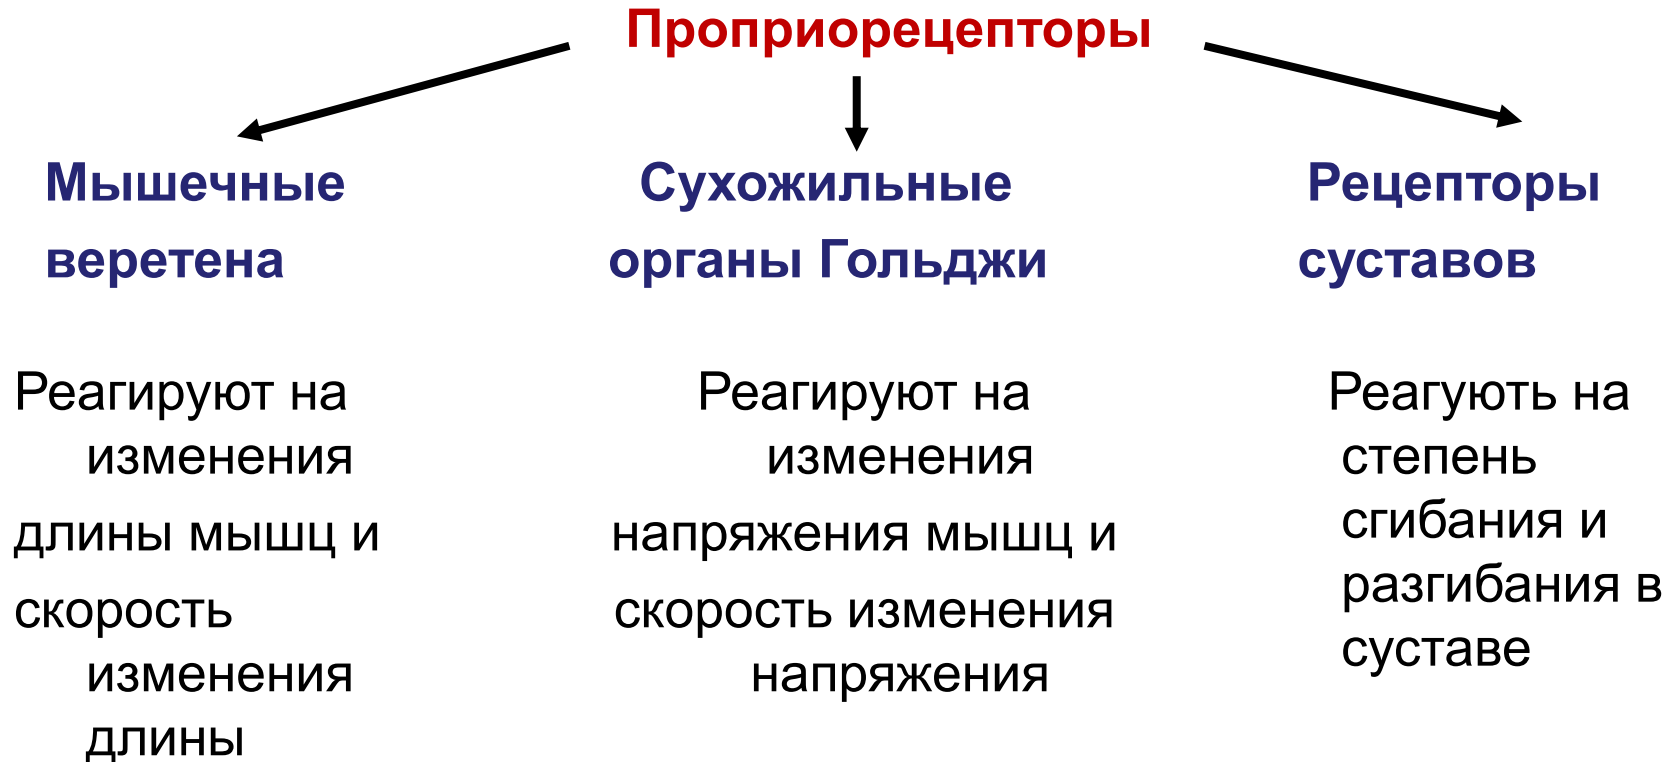 Проприорецепторы
Мышечные
веретена
Сухожильные
органы Гольджи
Рецепторы
суставов
Реагируют на
изменения
длины мышц и
скорость
изменения
длины
Реагируют на
изменения
напряжения мышц и
скорость изменения
напряжения
Реагують на
степень
сгибания и
разгибания в
суставе